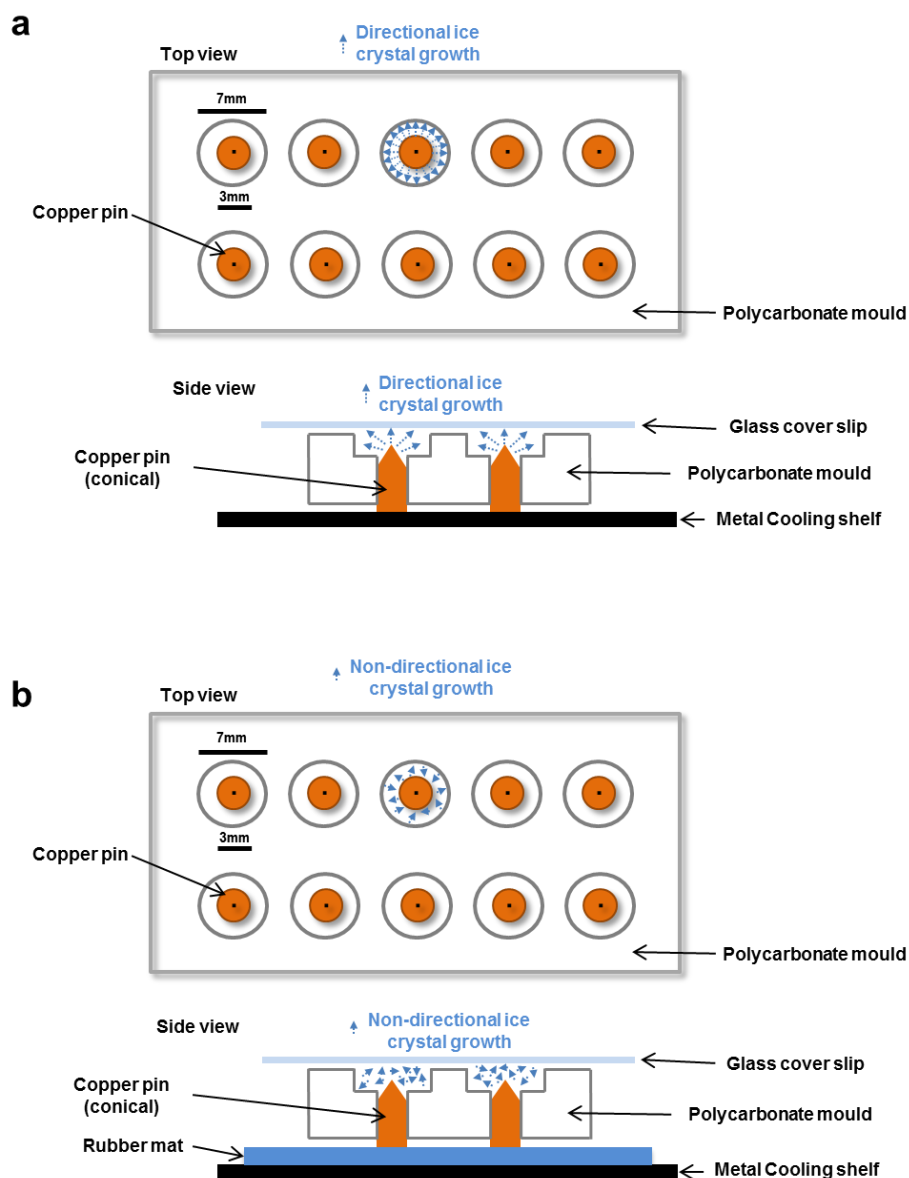 a
Directional ice
crystal growth
Top view
7mm
3mm
Copper pin
Polycarbonate mould
Side view
Directional ice
crystal growth
Glass cover slip
Copper pin
(conical)
Polycarbonate mould
Metal Cooling shelf
b
Non-directional ice
crystal growth
Top view
7mm
3mm
Copper pin
Polycarbonate mould
Side view
Non-directional ice
crystal growth
Glass cover slip
Copper pin
(conical)
Polycarbonate mould
Rubber mat
Metal Cooling shelf